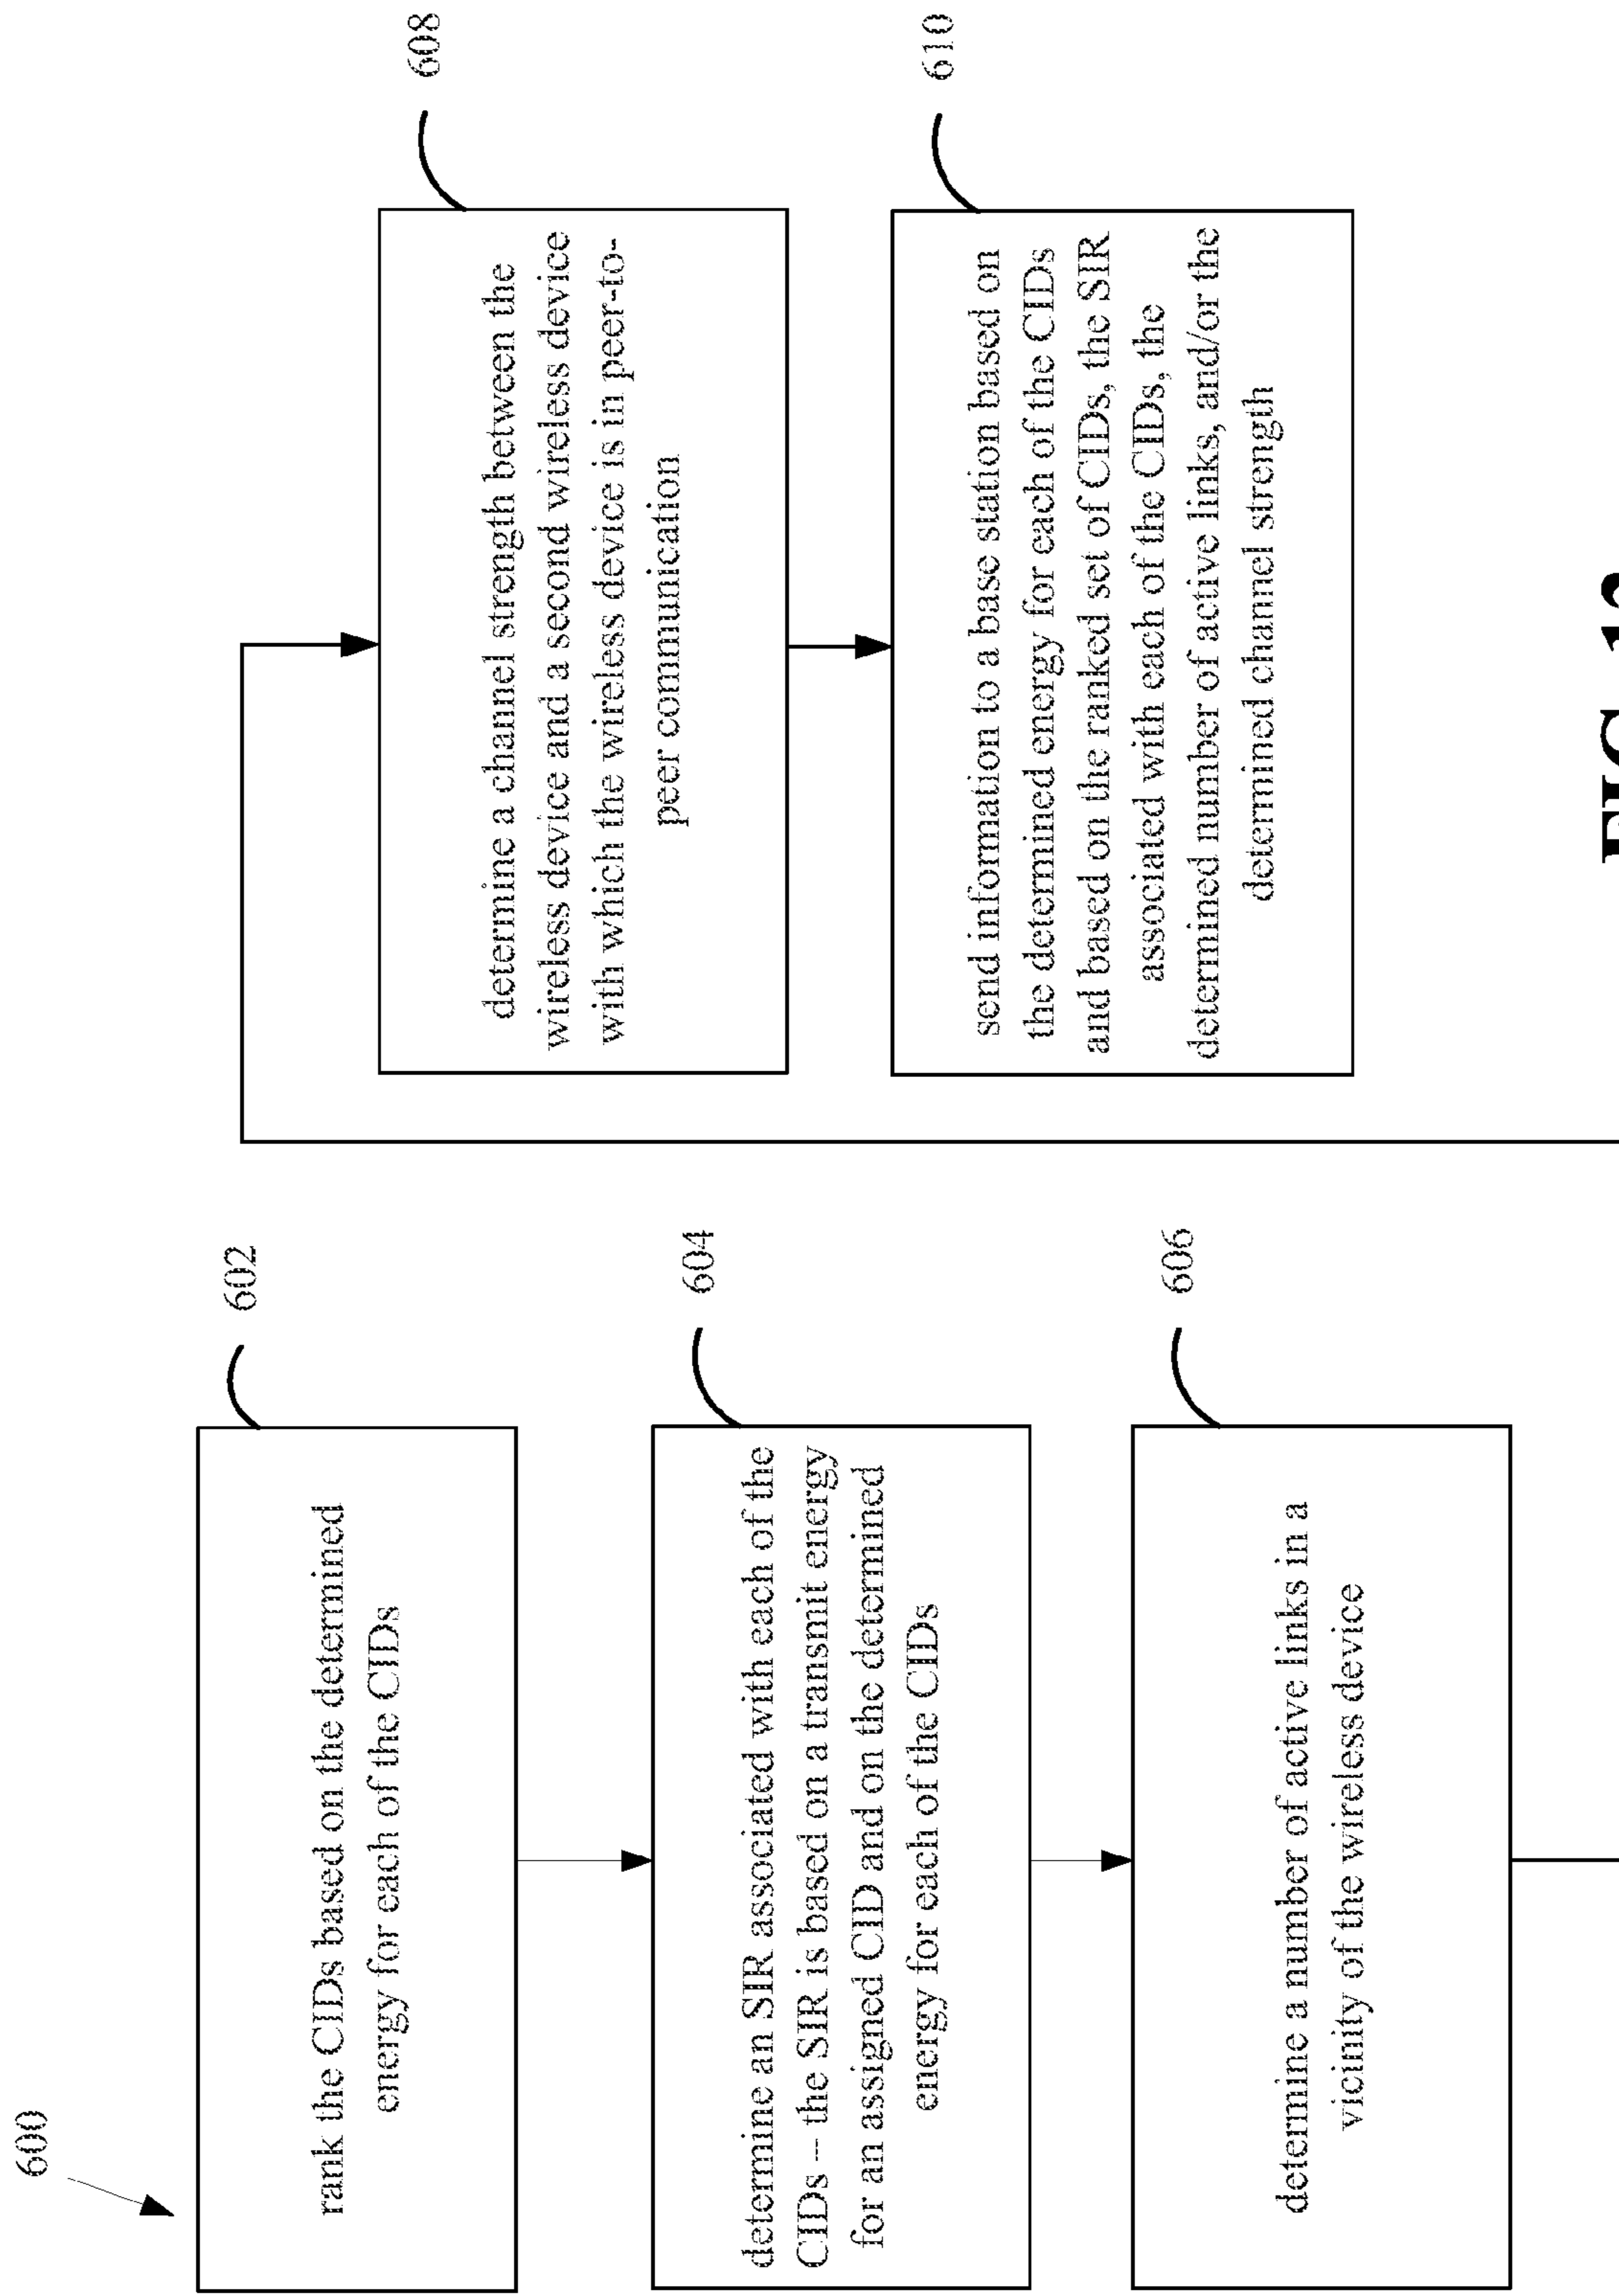 600
602
rank the CIDs based on the determined
energy for each of the CIDs
604
determine an SIR associated with each of the
CIDs -- the SIR is based on a transmit energy
for an assigned CID and on the determined
energy for each of the CIDs
606
determine a number of active links in a
vicinity of the wireless device
608
determine a channel strength between the
wireless device and a second wireless device
with which the wireless device is in peer-to-
peer communication
610
send information to a base station based on
the determined energy for each of the CIDs
and based on the ranked set of CIDs, the SIR
associated with each of the CIDs, the
determined number of active links, and/or the
determined channel strength